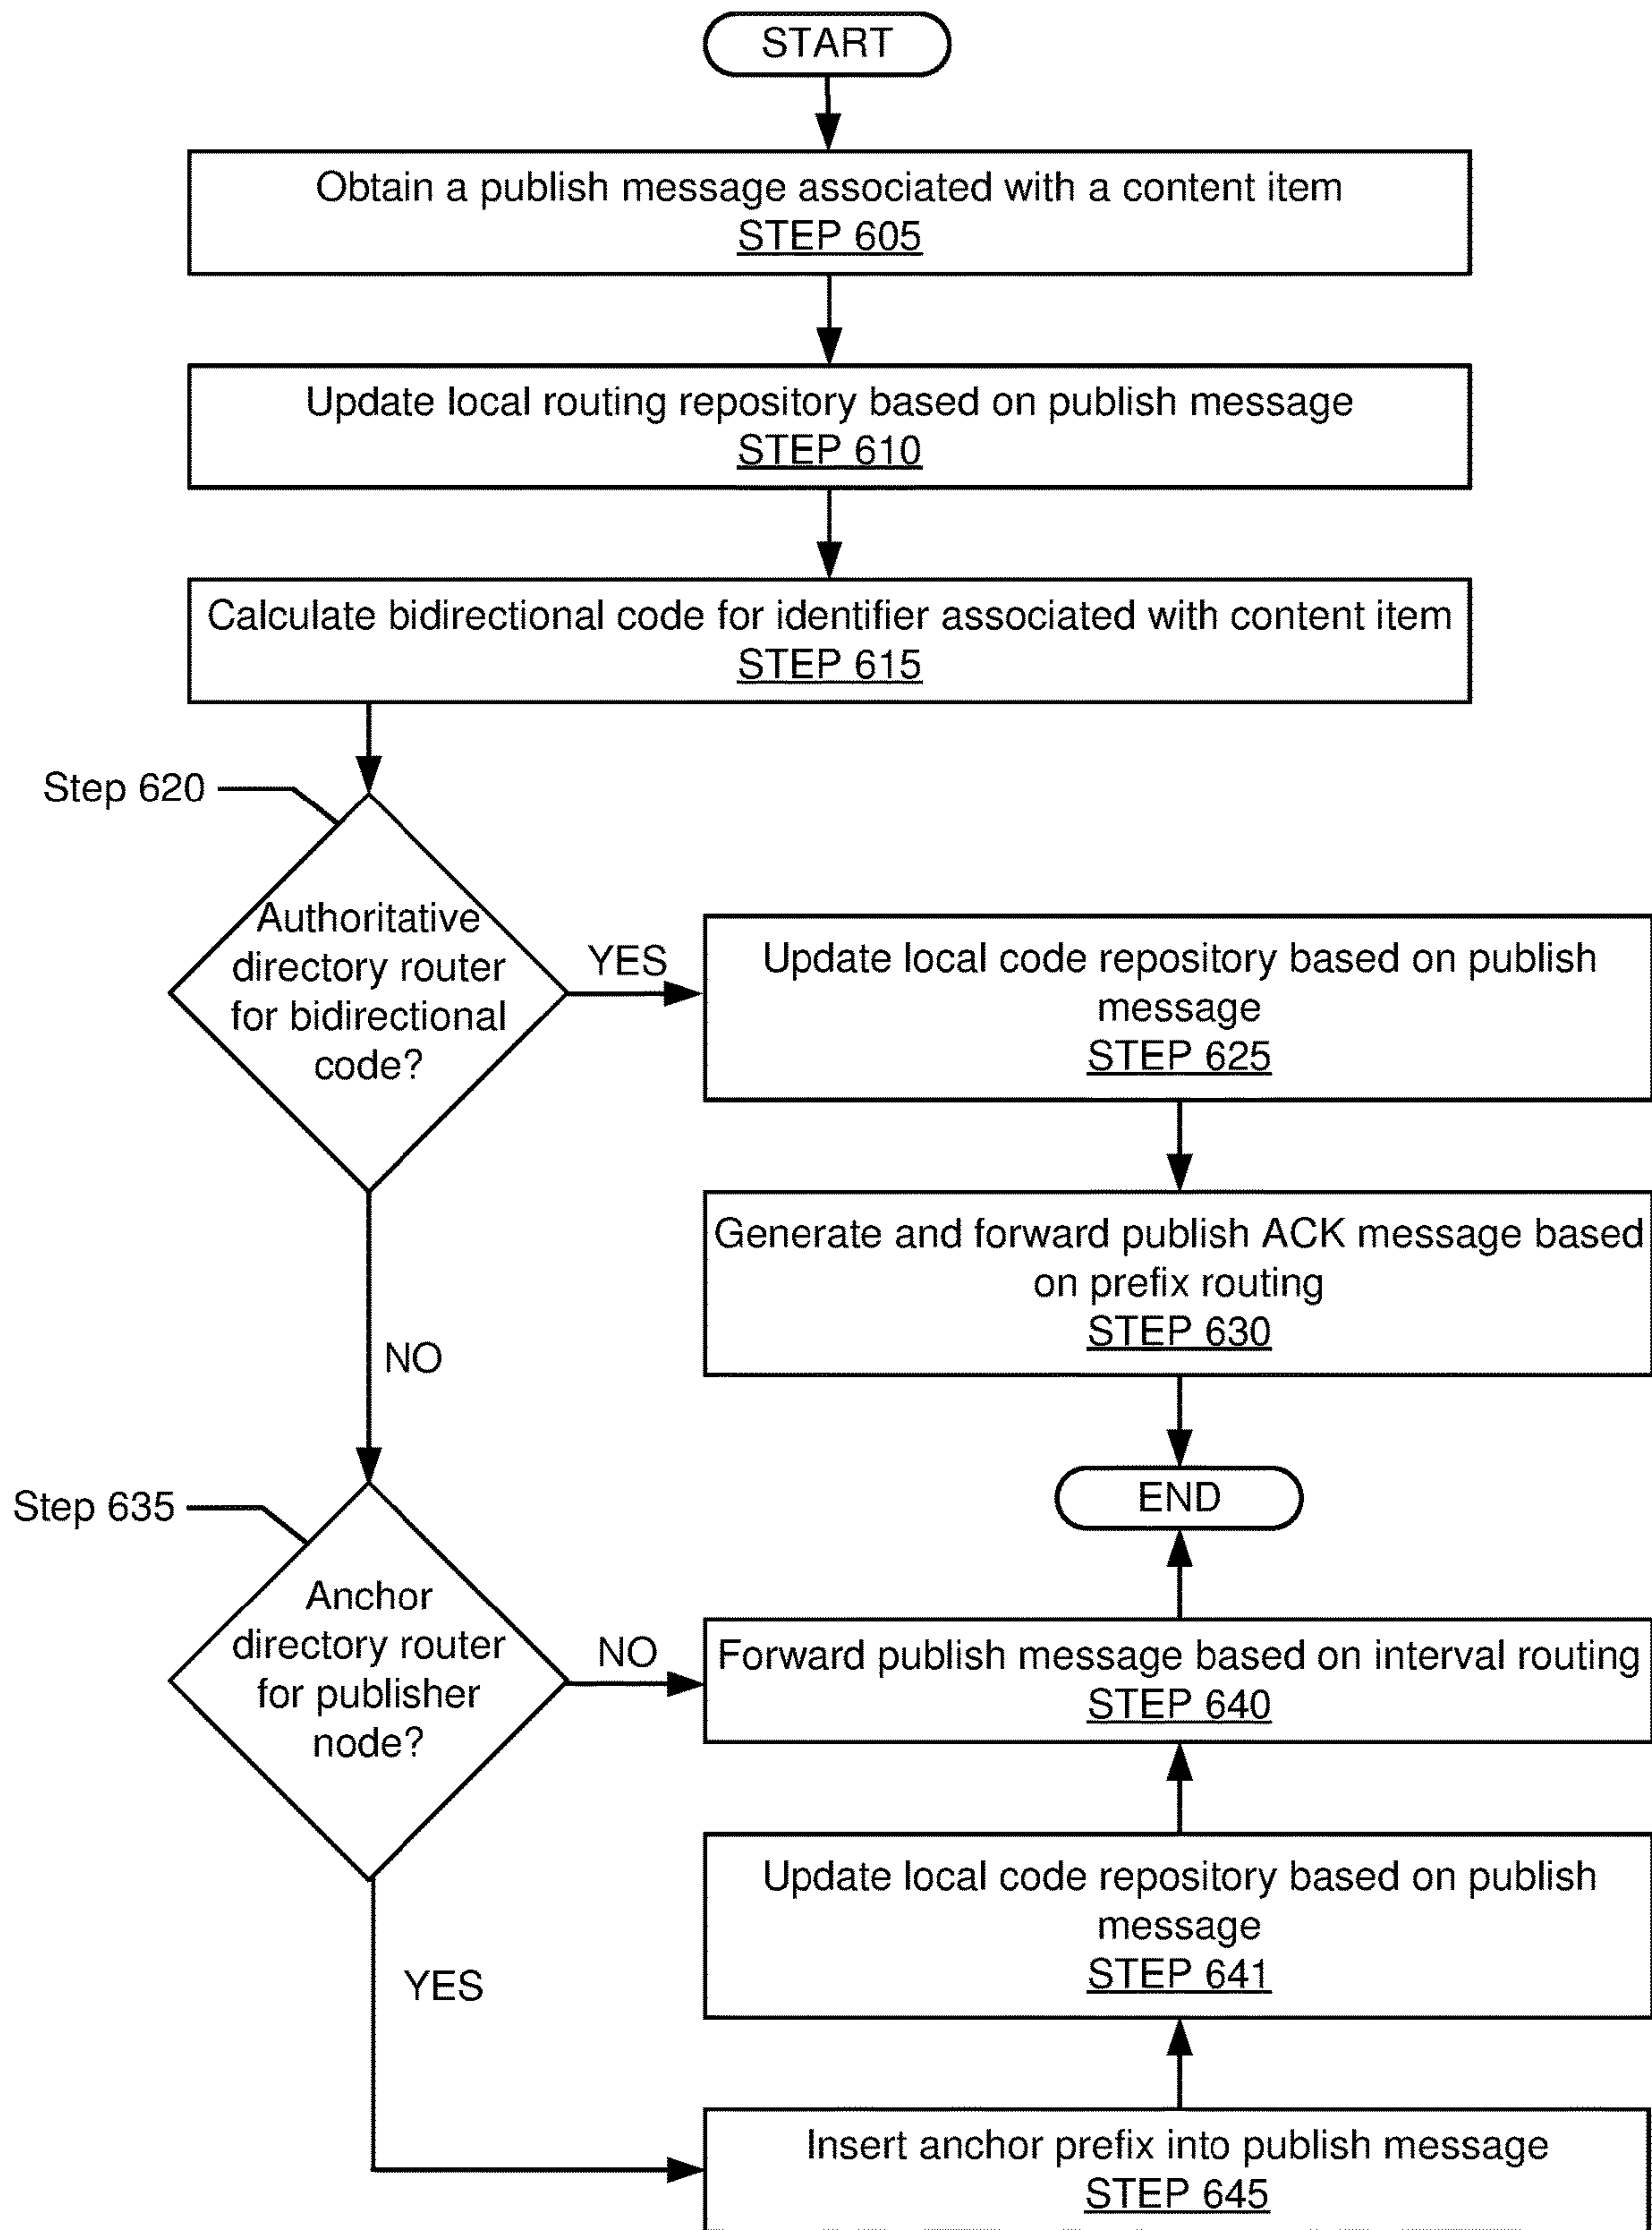 START
Obtain a publish message associated with a content item
STEP 605
Update local routing repository based on publish message
STEP 610
Calculate bidirectional code for identifier associated with content item
STEP 615
Step 620
Authoritative
directory router
for bidirectional
code?
YES
Update local code repository based on publish
message
STEP 625
Generate and forward publish ACK message based
on prefix routing
STEP 630
NO
END
Step 635
Anchor
directory router
for publisher
node?
NO
Forward publish message based on interval routing
STEP 640
Update local code repository based on publish
message
STEP 641
YES
Insert anchor prefix into publish message
STEP 645